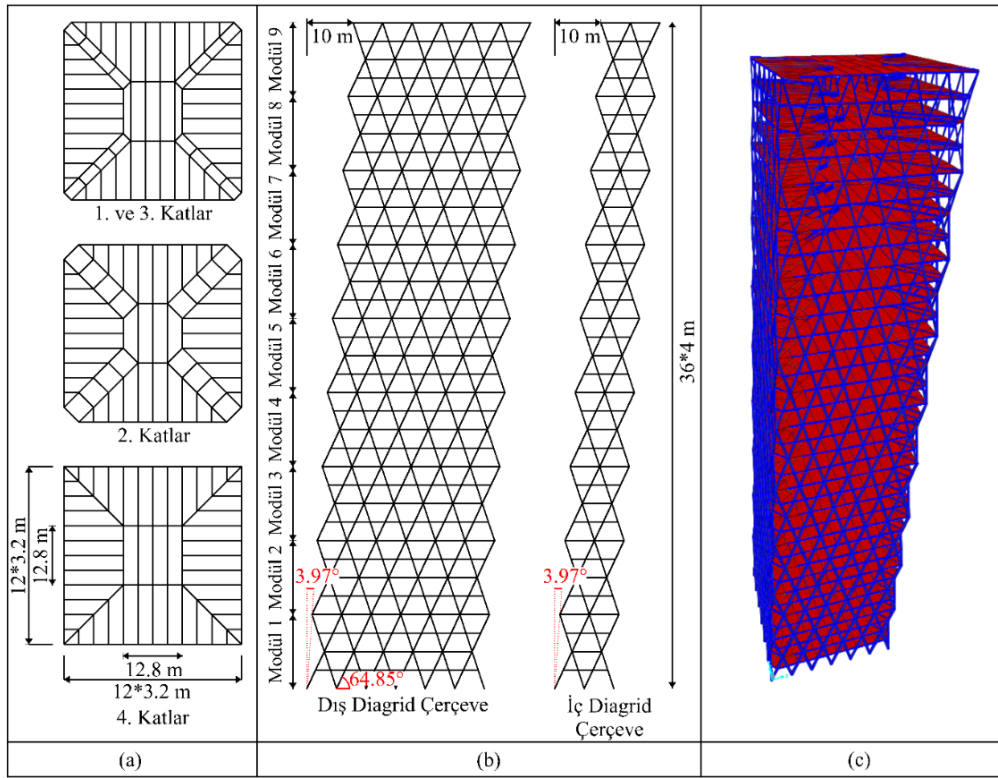 1. ve 3. Katlar
2. Katlar
12*3.2 m
12.8 m
12.8 m
12*3.2 m
4. Katlar
(a)
10 m
Modül 9
Modül 8
Modül 7
Modül 6
Modül 5
Modül 4
Modül 3
Modül 2
Modül 1
3.97°
64.85°
Dış Diagrid Çerçeve
10 m
3.97°
İç Diagrid
Çerçeve
36*4 m
(b)
(c)